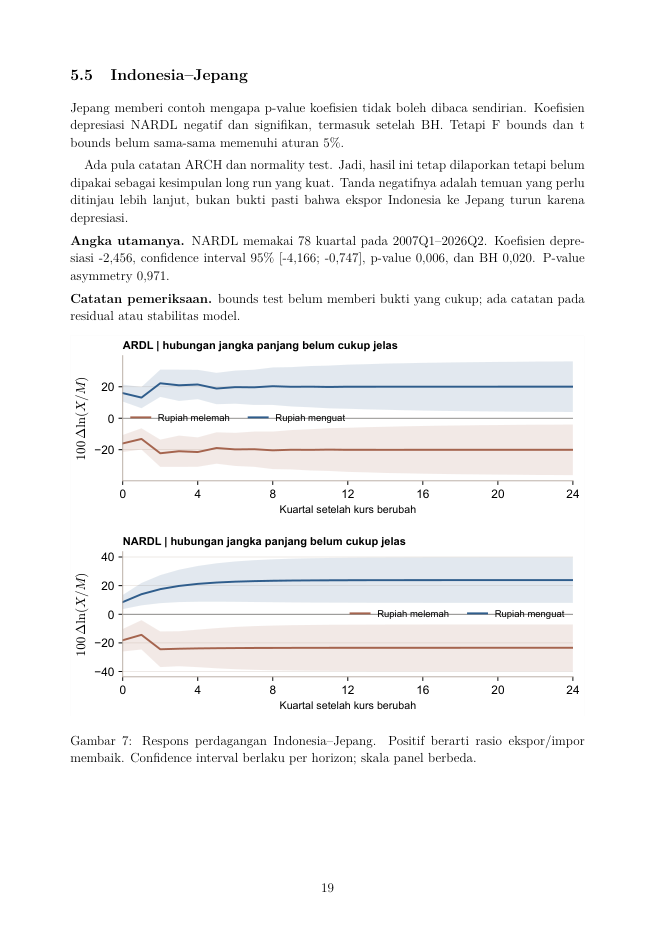 5.5 Indonesia–Jepang
Jepang memberi contoh mengapa p-value koefisien tidak boleh dibaca sendirian. Koefisien
depresiasi NARDL negatif dan signifikan, termasuk setelah BH. Tetapi F bounds dan t
bounds belum sama-sama memenuhi aturan 5%.
Ada pula catatan ARCH dan normality test. Jadi, hasil ini tetap dilaporkan tetapi belum
dipakai sebagai kesimpulan long run yang kuat. Tanda negatifnya adalah temuan yang perlu
ditinjau lebih lanjut, bukan bukti pasti bahwa ekspor Indonesia ke Jepang turun karena
depresiasi.
Angka utamanya. NARDL memakai 78 kuartal pada 2007Q1–2026Q2. Koefisien depre-
siasi -2,456, confidence interval 95% [-4,166; -0,747], p-value 0,006, dan BH 0,020. P-value
asymmetry 0,971.
Catatan pemeriksaan. bounds test belum memberi bukti yang cukup; ada catatan pada
residual atau stabilitas model.
ARDL | hubungan jangka panjang belum cukup jelas
100 Δln(X/M)
20
0
−20
Rupiah melemah Rupiah menguat
0 4 8 12 16 20 24
Kuartal setelah kurs berubah
NARDL | hubungan jangka panjang belum cukup jelas
100 Δln(X/M)
40
20
0
−20
−40
Rupiah melemah Rupiah menguat
0 4 8 12 16 20 24
Kuartal setelah kurs berubah
Gambar 7: Respons perdagangan Indonesia–Jepang. Positif berarti rasio ekspor/impor
membaik. Confidence interval berlaku per horizon; skala panel berbeda.
19